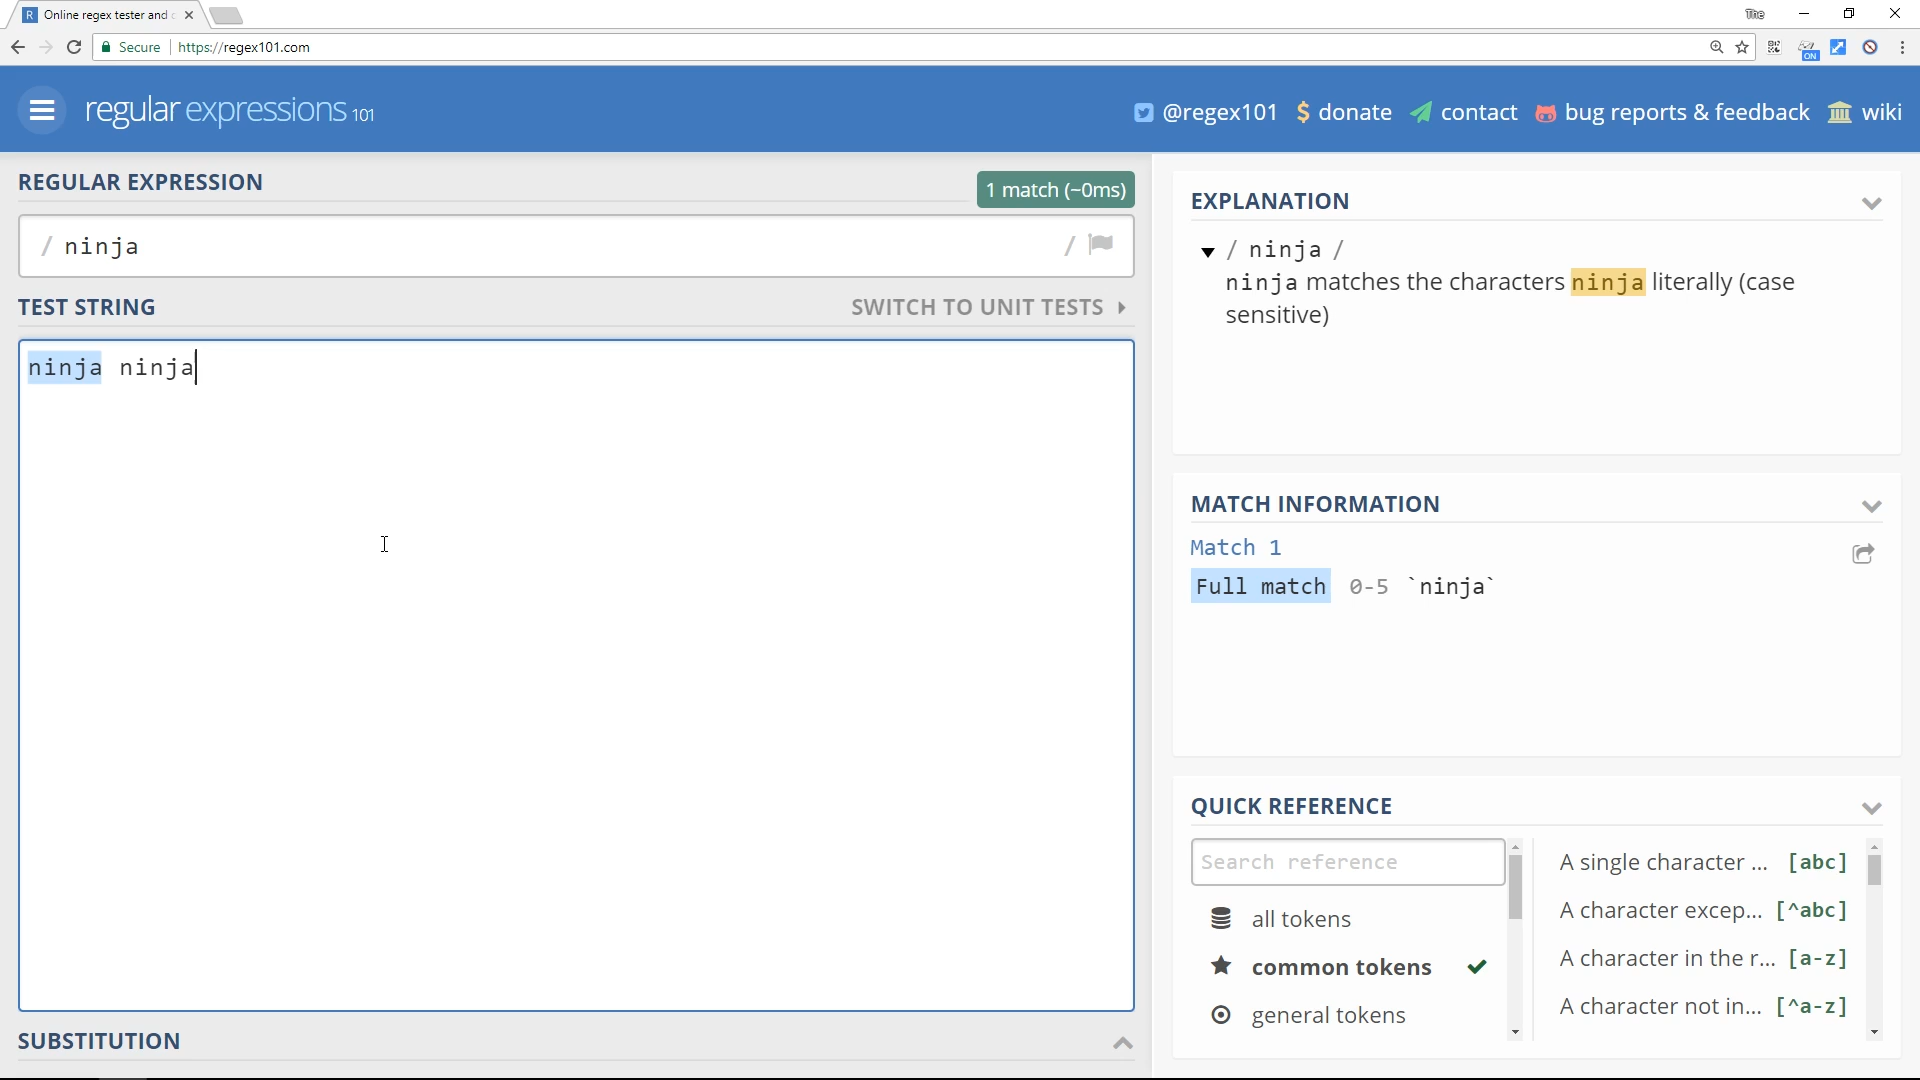 Online regex tester and
The
Secure
https://regex101.com
ON
regular expressions 101
@regex101
$ donate
contact
bug reports & feedback
wiki
REGULAR EXPRESSION
1 match (~0ms)
/ ninja /
TEST STRING
SWITCH TO UNIT TESTS
ninja ninja
SUBSTITUTION
EXPLANATION
/ ninja /
ninja matches the characters ninja literally (case
sensitive)
MATCH INFORMATION
Match 1
Full match 0-5 `ninja`
QUICK REFERENCE
Search reference
all tokens
common tokens
general tokens
A single character ... [abc]
A character excep... [^abc]
A character in the r... [a-z]
A character not in... [^a-z]